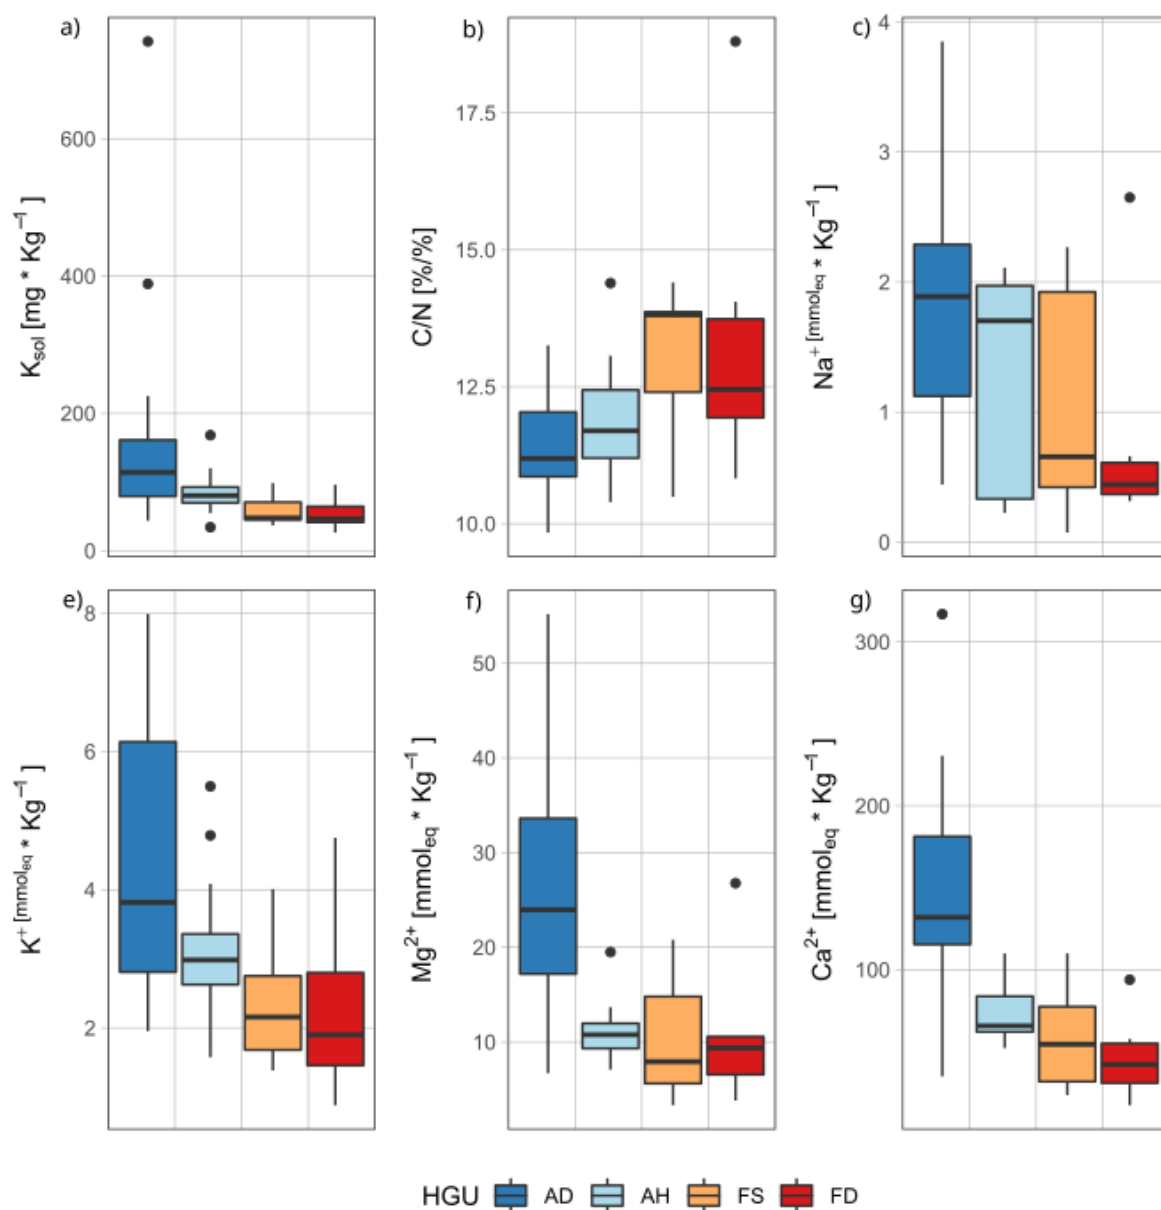 a)
K_sol [mg * Kg⁻¹ ]
600
400
200
0
b)
C/N [%/%]
17.5
15.0
12.5
10.0
c)
Na⁺ [mmol_eq * Kg⁻¹ ]
4
3
2
1
0
e)
K⁺ [mmol_eq * Kg⁻¹ ]
8
6
4
2
f)
Mg²⁺ [mmol_eq * Kg⁻¹ ]
50
40
30
20
10
g)
Ca²⁺ [mmol_eq * Kg⁻¹ ]
300
200
100
HGU AD AH FS FD